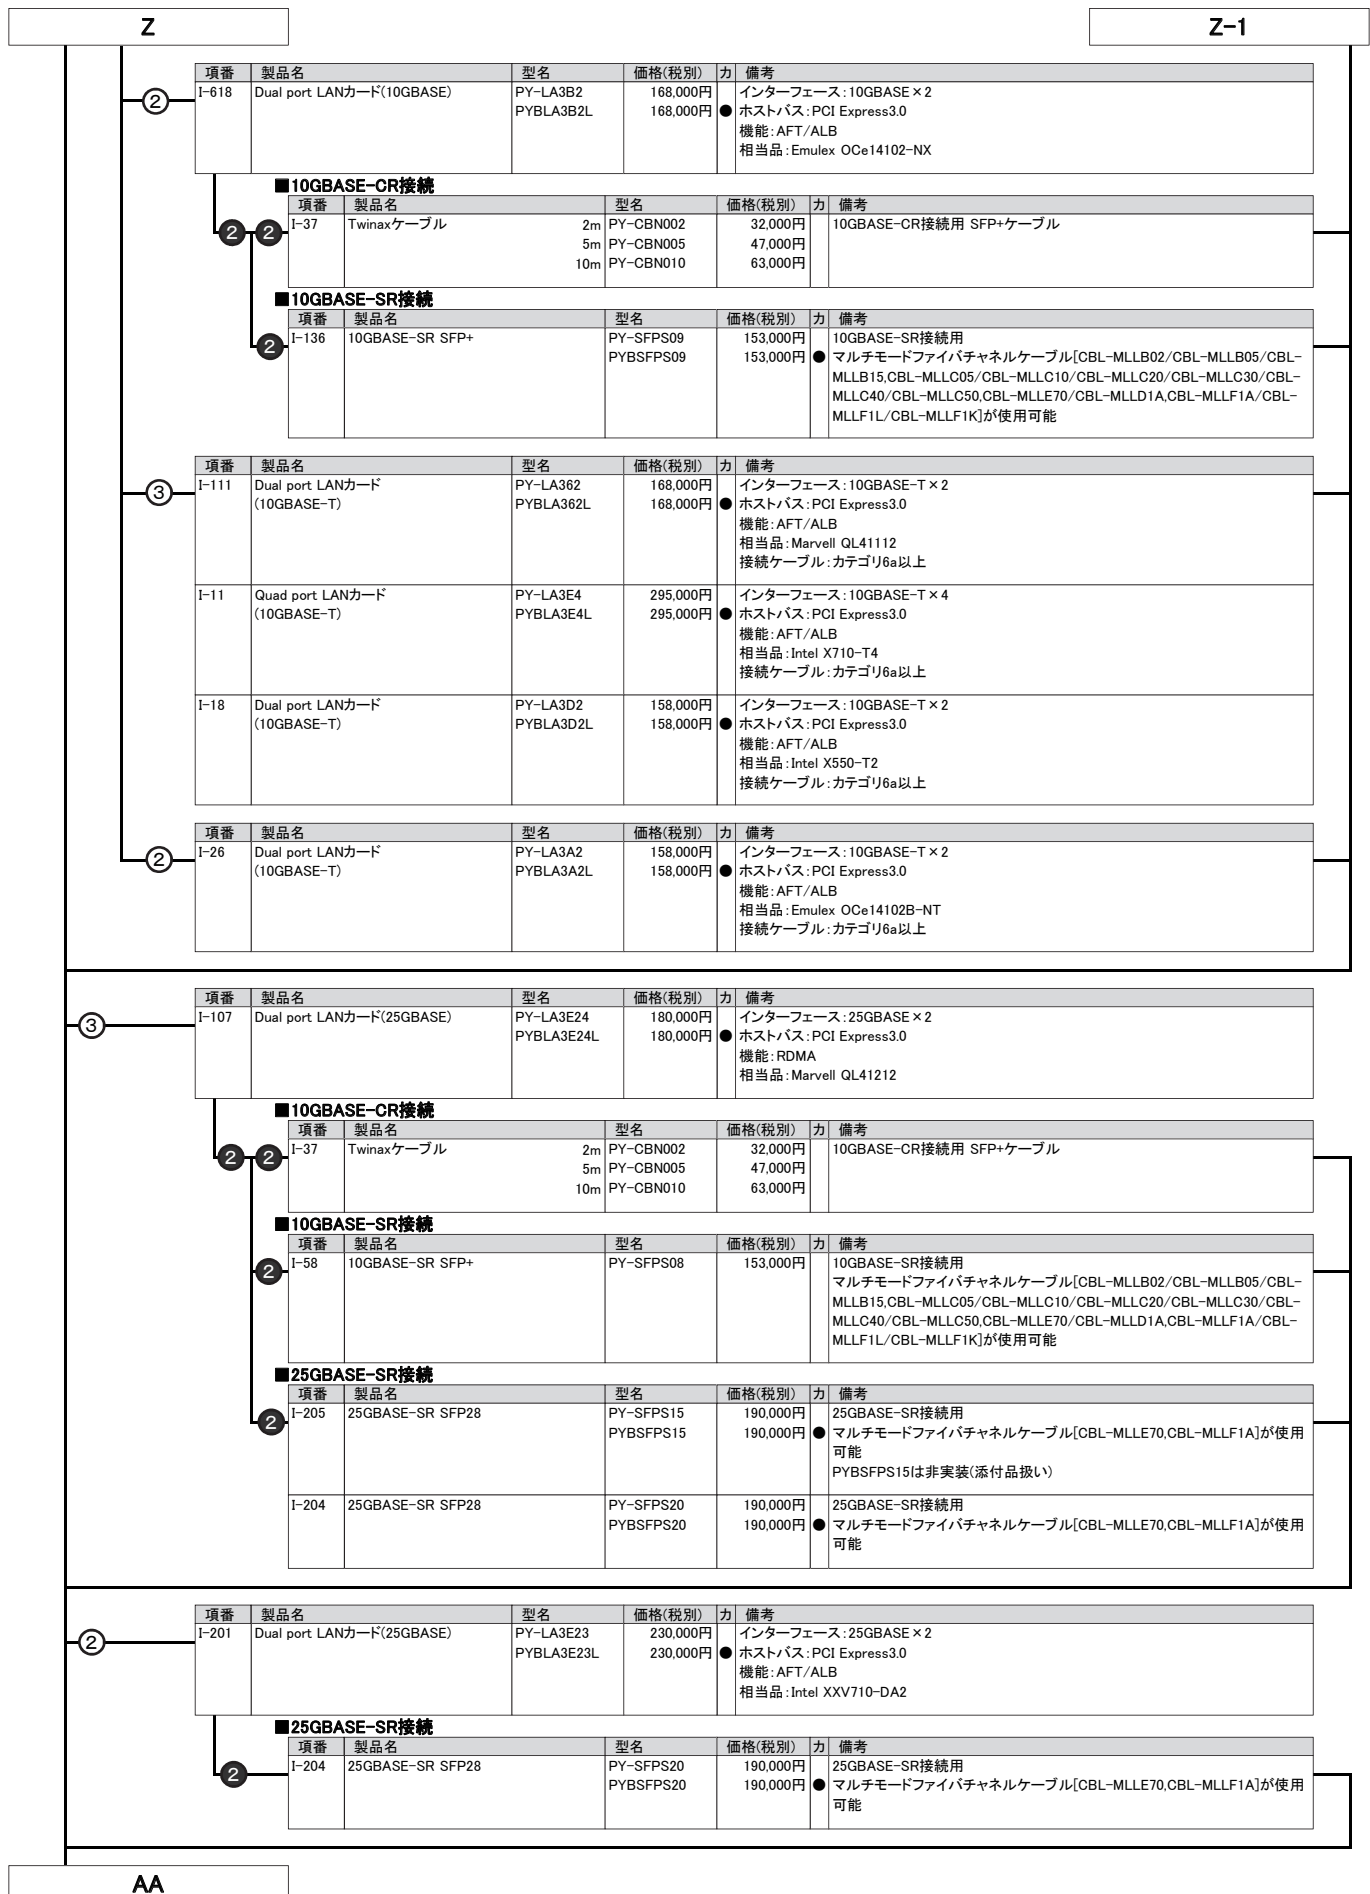 Z
Z-1
項番 製品名 型名 価格(税別) カ 備考
② I-618 Dual port LANカード(10GBASE) PY-LA3B2 168,000円 インターフェース:10GBASE×2
PYBLA3B2L 168,000円 ● ホストバス:PCI Express3.0
機能:AFT/ALB
相当品:Emulex OCe14102-NX
■10GBASE-CR接続
項番 製品名 型名 価格(税別) カ 備考
2 2 I-37 Twinaxケーブル 2m PY-CBN002 32,000円 10GBASE-CR接続用 SFP+ケーブル
5m PY-CBN005 47,000円
10m PY-CBN010 63,000円
■10GBASE-SR接続
項番 製品名 型名 価格(税別) カ 備考
2 I-136 10GBASE-SR SFP+ PY-SFPS09 153,000円 10GBASE-SR接続用
PYBSFPS09 153,000円 ● マルチモードファイバチャネルケーブル[CBL-MLLB02/CBL-MLLB05/CBL-
MLLB15,CBL-MLLC05/CBL-MLLC10/CBL-MLLC20/CBL-MLLC30/CBL-
MLLC40/CBL-MLLC50,CBL-MLLE70/CBL-MLLD1A,CBL-MLLF1A/CBL-
MLLF1L/CBL-MLLF1K]が使用可能
項番 製品名 型名 価格(税別) カ 備考
③ I-111 Dual port LANカード PY-LA362 168,000円 インターフェース:10GBASE-T×2
(10GBASE-T) PYBLA362L 168,000円 ● ホストバス:PCI Express3.0
機能:AFT/ALB
相当品:Marvell QL41112
接続ケーブル:カテゴリ6a以上
I-11 Quad port LANカード PY-LA3E4 295,000円 インターフェース:10GBASE-T×4
(10GBASE-T) PYBLA3E4L 295,000円 ● ホストバス:PCI Express3.0
機能:AFT/ALB
相当品:Intel X710-T4
接続ケーブル:カテゴリ6a以上
I-18 Dual port LANカード PY-LA3D2 158,000円 インターフェース:10GBASE-T×2
(10GBASE-T) PYBLA3D2L 158,000円 ● ホストバス:PCI Express3.0
機能:AFT/ALB
相当品:Intel X550-T2
接続ケーブル:カテゴリ6a以上
項番 製品名 型名 価格(税別) カ 備考
② I-26 Dual port LANカード PY-LA3A2 158,000円 インターフェース:10GBASE-T×2
(10GBASE-T) PYBLA3A2L 158,000円 ● ホストバス:PCI Express3.0
機能:AFT/ALB
相当品:Emulex OCe14102B-NT
接続ケーブル:カテゴリ6a以上
項番 製品名 型名 価格(税別) カ 備考
③ I-107 Dual port LANカード(25GBASE) PY-LA3E24 180,000円 インターフェース:25GBASE×2
PYBLA3E24L 180,000円 ● ホストバス:PCI Express3.0
機能:RDMA
相当品:Marvell QL41212
■10GBASE-CR接続
項番 製品名 型名 価格(税別) カ 備考
2 2 I-37 Twinaxケーブル 2m PY-CBN002 32,000円 10GBASE-CR接続用 SFP+ケーブル
5m PY-CBN005 47,000円
10m PY-CBN010 63,000円
■10GBASE-SR接続
項番 製品名 型名 価格(税別) カ 備考
2 I-58 10GBASE-SR SFP+ PY-SFPS08 153,000円 10GBASE-SR接続用
マルチモードファイバチャネルケーブル[CBL-MLLB02/CBL-MLLB05/CBL-
MLLB15,CBL-MLLC05/CBL-MLLC10/CBL-MLLC20/CBL-MLLC30/CBL-
MLLC40/CBL-MLLC50,CBL-MLLE70/CBL-MLLD1A,CBL-MLLF1A/CBL-
MLLF1L/CBL-MLLF1K]が使用可能
■25GBASE-SR接続
項番 製品名 型名 価格(税別) カ 備考
2 I-205 25GBASE-SR SFP28 PY-SFPS15 190,000円 25GBASE-SR接続用
PYBSFPS15 190,000円 ● マルチモードファイバチャネルケーブル[CBL-MLLE70,CBL-MLLF1A]が使用
可能
PYBSFPS15は非実装(添付品扱い)
I-204 25GBASE-SR SFP28 PY-SFPS20 190,000円 25GBASE-SR接続用
PYBSFPS20 190,000円 ● マルチモードファイバチャネルケーブル[CBL-MLLE70,CBL-MLLF1A]が使用
可能
項番 製品名 型名 価格(税別) カ 備考
② I-201 Dual port LANカード(25GBASE) PY-LA3E23 230,000円 インターフェース:25GBASE×2
PYBLA3E23L 230,000円 ● ホストバス:PCI Express3.0
機能:AFT/ALB
相当品:Intel XXV710-DA2
■25GBASE-SR接続
項番 製品名 型名 価格(税別) カ 備考
2 I-204 25GBASE-SR SFP28 PY-SFPS20 190,000円 25GBASE-SR接続用
PYBSFPS20 190,000円 ● マルチモードファイバチャネルケーブル[CBL-MLLE70,CBL-MLLF1A]が使用
可能
AA